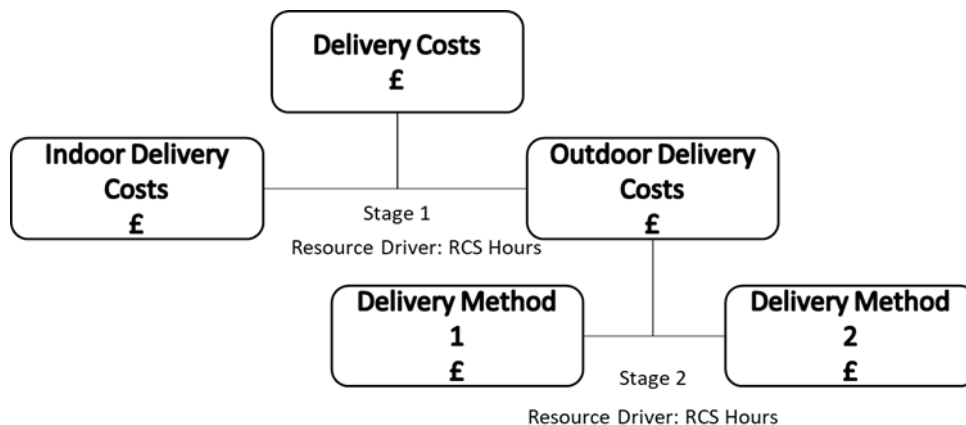 Delivery Costs
£
Indoor Delivery
Costs
£
Outdoor Delivery
Costs
£
Stage 1
Resource Driver: RCS Hours
Delivery Method
1
£
Delivery Method
2
£
Stage 2
Resource Driver: RCS Hours